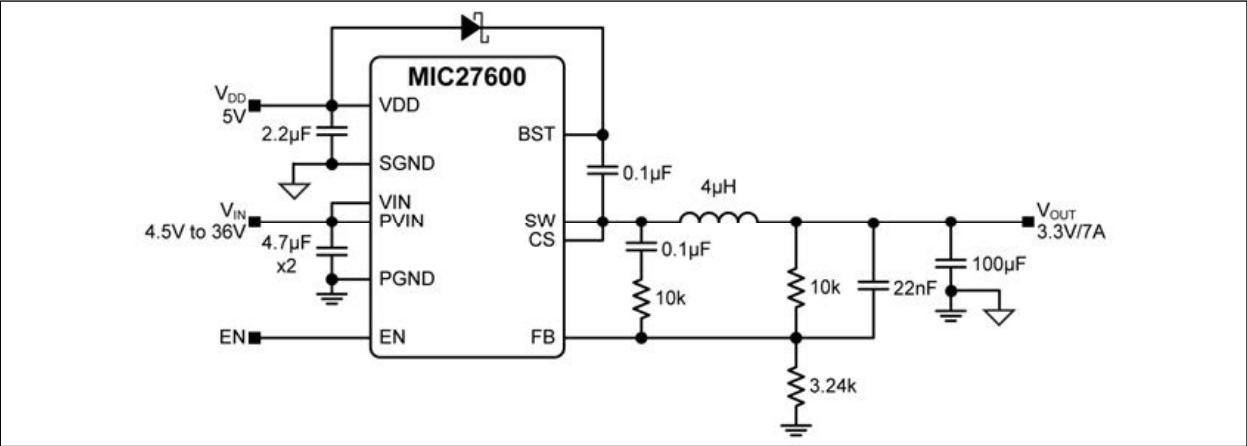 MIC27600
VDD
5V
VDD
2.2µF
SGND
BST
0.1µF
4µH
VIN
4.5V to 36V
VIN
PVIN
SW
CS
VOUT
3.3V/7A
4.7µF
x2
0.1µF
PGND
10k
10k
22nF
100µF
EN
EN
FB
3.24k